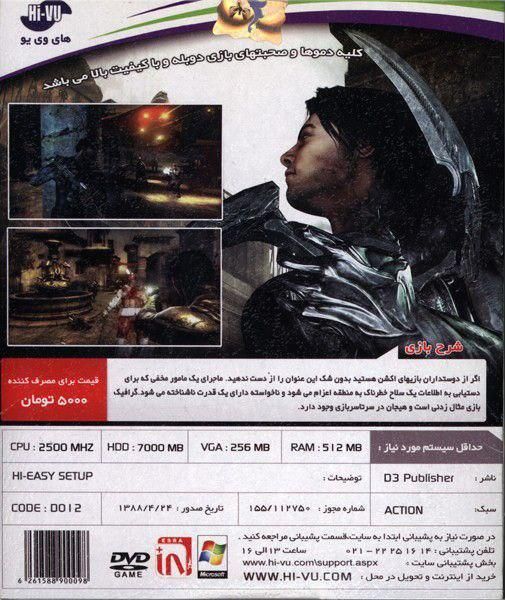 Hi-VU
های وی یو
کلیه دموها و صحبتهای بازی دوبله و با کیفیت بالا می باشد
شرح بازی
اگر از دوستداران بازیهای اکشن هستید بدون شک این عنوان را از دست ندهید. ماجرای یک مامور مخفی که برای
دستیابی به اطلاعات یک سلاح خطرناک به منطقه اعزام می شود و ناخواسته دارای یک قدرت ناشناخته می شود.گرافیک
بازی مثال زدنی است و هیجان در سرتاسربازی وجود دارد.
قیمت برای مصرف کننده
۵۰۰۰ تومان
حداقل سیستم مورد نیاز :
RAM : 512 MB
VGA : 256 MB
HDD : 7000 MB
CPU : 2500 MHZ
ناشر : D3 Publisher
توضیحات :
HI-EASY SETUP
سبک: ACTION
شماره مجوز : ۱۵۵/۱۱۲۷۵۰
تاریخ صدور : ۱۳۸۸/۴/۲۴
CODE : D012
در صورت نیاز به پشتیبانی ابتدا به سایت،قسمت پشتیبانی مراجعه کنید .
تلفن پشتیبانی : ۱۴ ۱۶ ۲۵ ۲۲ - ۰۲۱ ساعت ۱۳ الی ۱۶
بخش پشتیبانی سایت : www.hi-vu.com/support.aspx
خرید از اینترنت و تحویل در محل : WWW.HI-VU.COM
ESRA
DVD
GAME
Microsoft
6261588900098